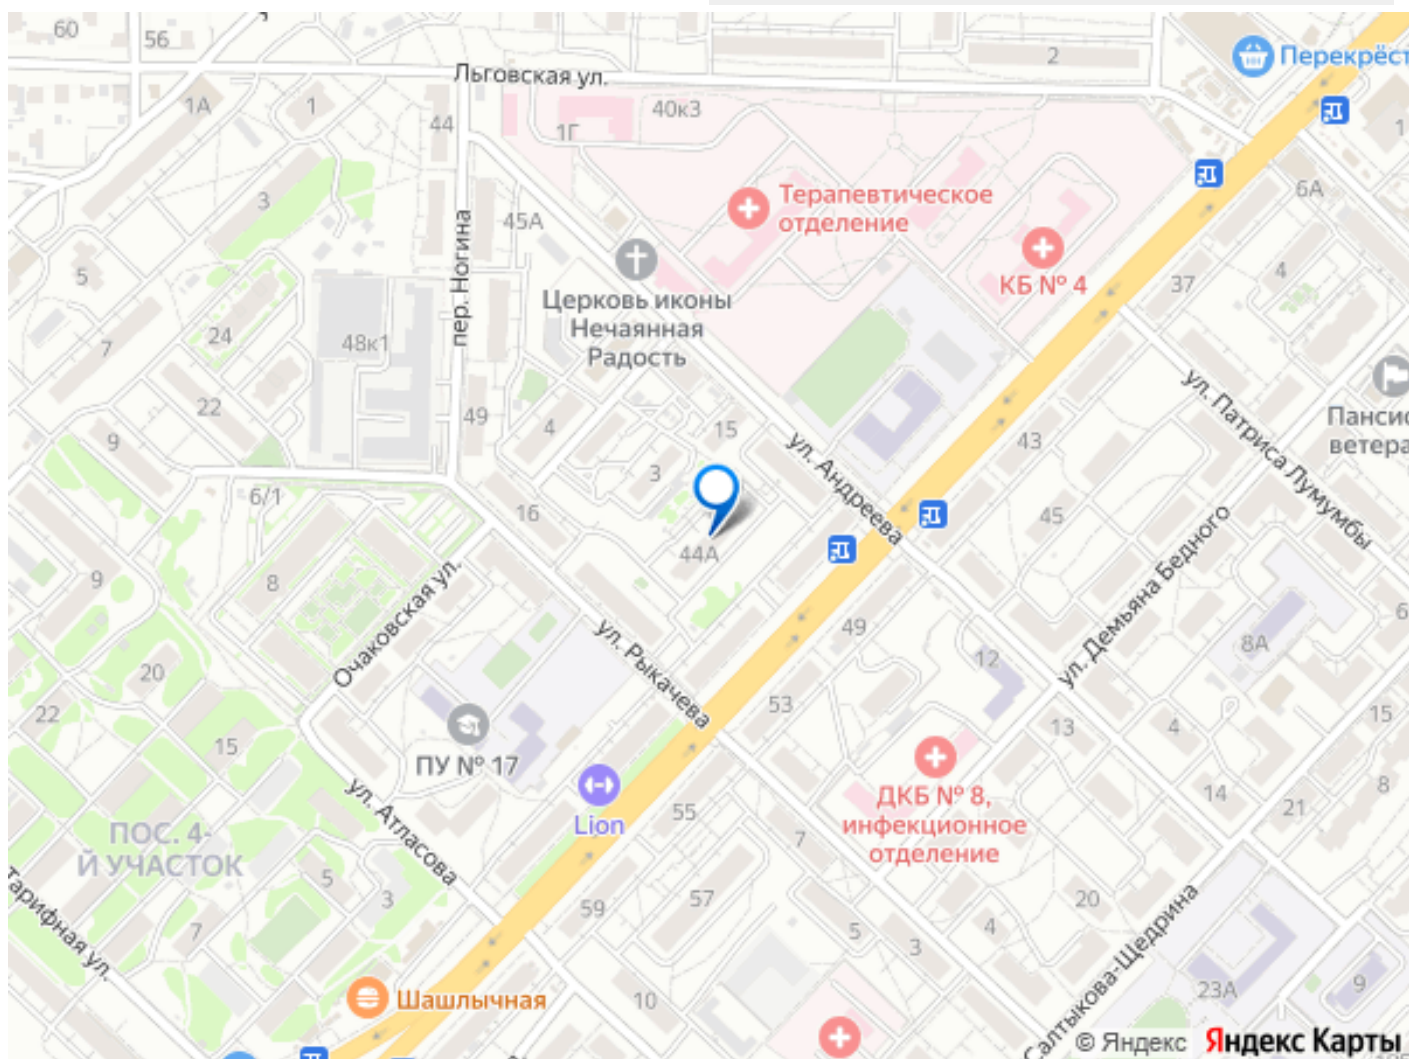 60
56
2
Перекрёст
Льговская ул.
1А
1
44
40к3
1Г
1
Терапевтическое
отделение
6А
3
45А
КБ № 4
37
4
5
пер. Ногина
Церковь иконы
Нечаянная
Радость
24
48к1
7
ул. Патриса Лумумбы
Пансио
ветера
22
49
4
15
43
9
3
ул. Андреева
6/1
16
45
44А
9
8
Очаковская ул.
ул. Рыкачева
49
12
ул. Демьяна Бедного
8А
6
20
22
53
13
4
15
15
ПУ № 17
ул. Атласова
Lion
55
ДКБ № 8,
инфекционное
отделение
7
14
21
8
ПОС. 4-
Й УЧАСТОК
5
3
59
57
20
тарифная ул.
7
5
3
4
Салтыкова-Щедрина
Шашлычная
10
23А
9
© Яндекс
Яндекс Карты